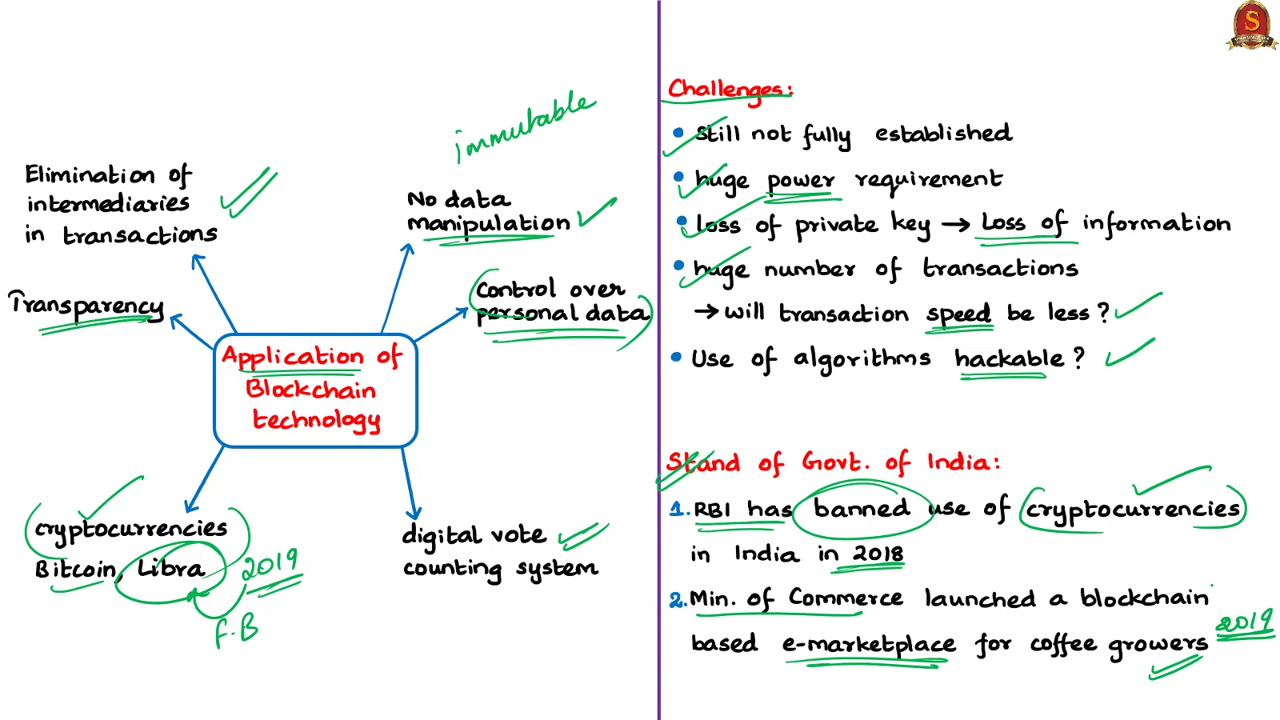 immutable
Elimination of
intermediaries
in transactions
No data
manipulation
Transparency
Control over
personal data
Application of
Blockchain
technology
cryptocurrencies
Bitcoin, Libra
2019
F.B
digital vote
counting system
Challenges:
• Still not fully established
• huge power requirement
• loss of private key → Loss of information
• huge number of transactions
→ will transaction speed be less?
• Use of algorithms hackable?
Stand of Govt. of India:
1. RBI has banned use of cryptocurrencies
in India in 2018
2. Min. of Commerce launched a blockchain
based e-marketplace for coffee growers
2019
S